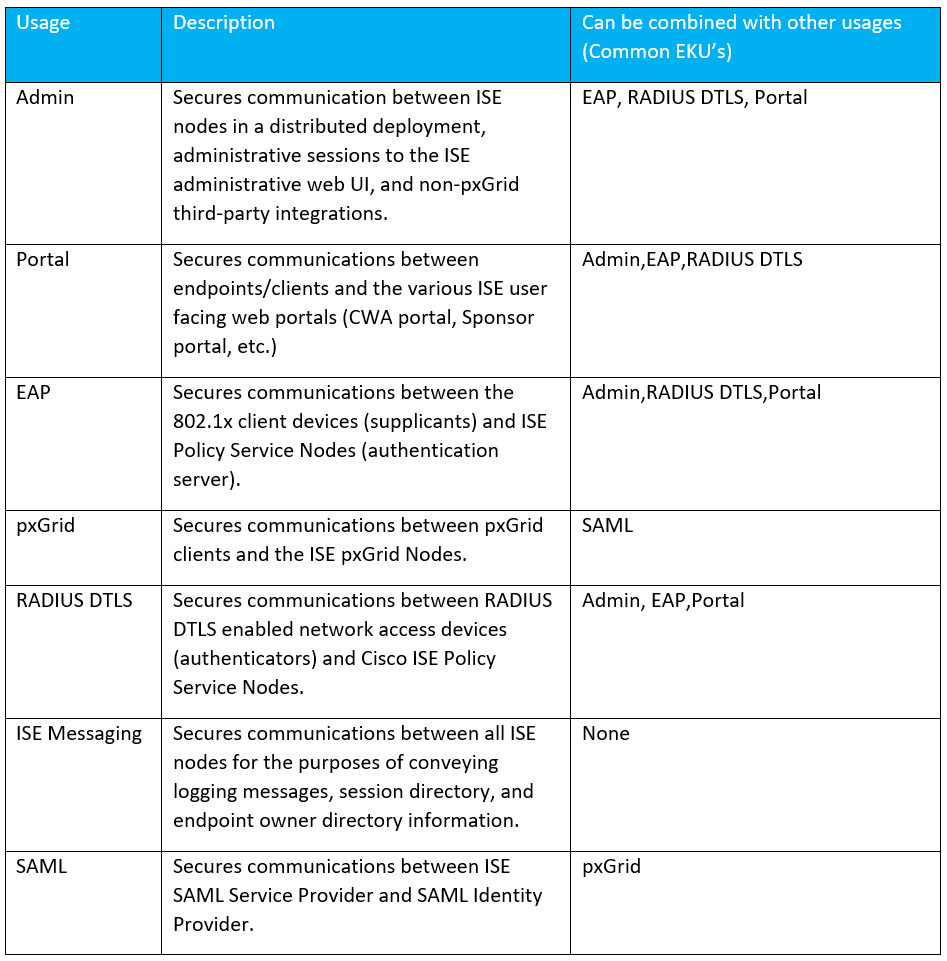 Usage
Description
Can be combined with other usages
(Common EKU’s)
Admin
Secures communication between ISE
nodes in a distributed deployment,
administrative sessions to the ISE
administrative web UI, and non-pxGrid
third-party integrations.
EAP, RADIUS DTLS, Portal
Portal
Secures communications between
endpoints/clients and the various ISE user
facing web portals (CWA portal, Sponsor
portal, etc.)
Admin,EAP,RADIUS DTLS
EAP
Secures communications between the
802.1x client devices (supplicants) and ISE
Policy Service Nodes (authentication
server).
Admin,RADIUS DTLS,Portal
pxGrid
Secures communications between pxGrid
clients and the ISE pxGrid Nodes.
SAML
RADIUS DTLS
Secures communications between RADIUS
DTLS enabled network access devices
(authenticators) and Cisco ISE Policy
Service Nodes.
Admin, EAP,Portal
ISE Messaging
Secures communications between all ISE
nodes for the purposes of conveying
logging messages, session directory, and
endpoint owner directory information.
None
SAML
Secures communications between ISE
SAML Service Provider and SAML Identity
Provider.
pxGrid